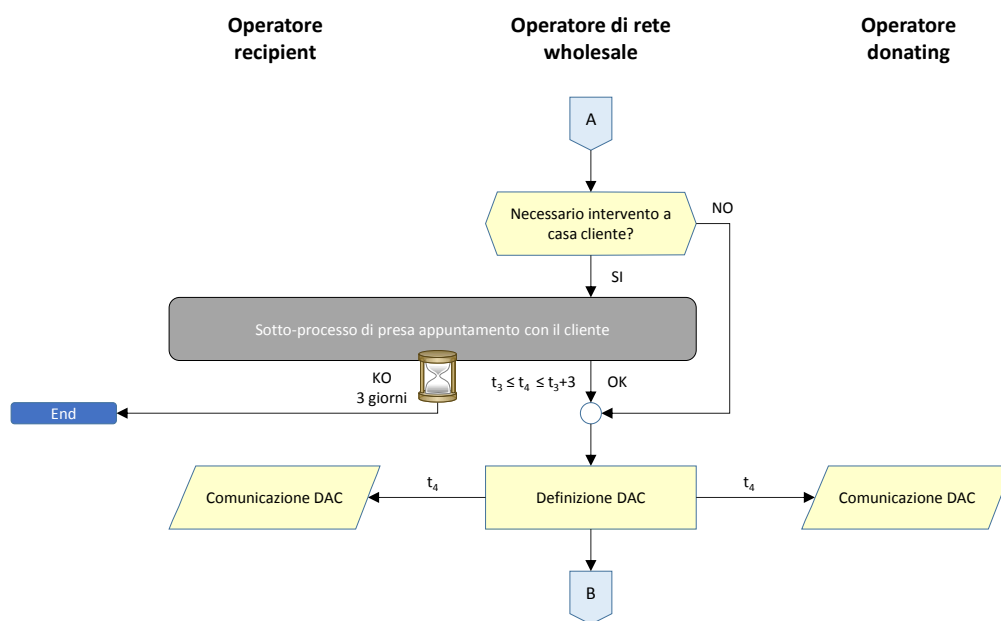 Operatore
recipient
Operatore di rete
wholesale
Operatore
donating
A
Necessario intervento a
casa cliente?
NO
SI
Sotto-processo di presa appuntamento con il cliente
KO
3 giorni
t₃ ≤ t₄ ≤ t₃+3
OK
End
Comunicazione DAC
t₄
Definizione DAC
t₄
Comunicazione DAC
B